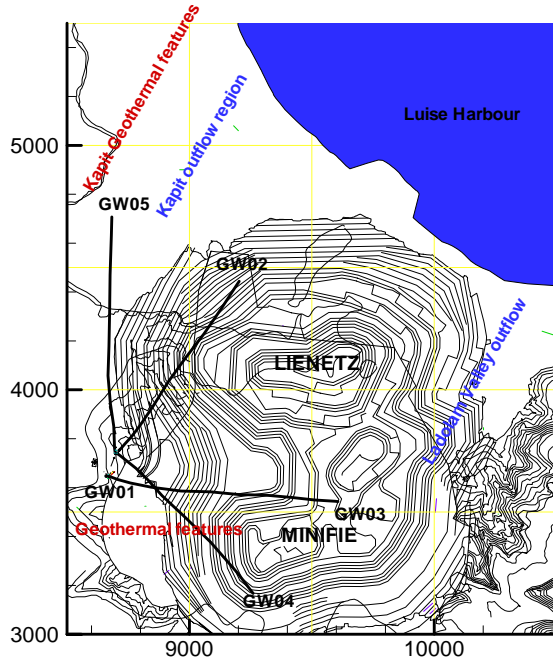 Kapit Geothermal features
Kapit outflow region
Luise Harbour
5000
GW05
GW02
LIENETZ
Ladolam Valley outflow
4000
GW01
GW03
Geothermal features
MINIFIE
GW04
3000
9000
10000